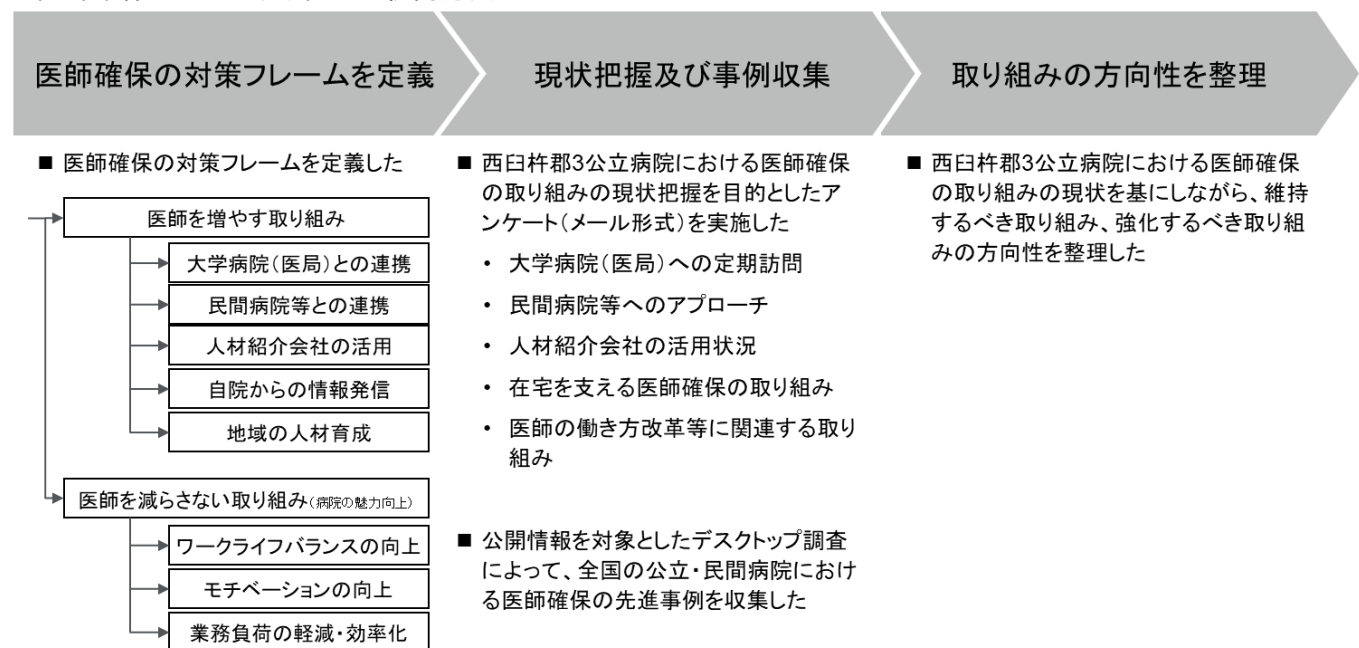 医師確保の対策フレームを定義
現状把握及び事例収集
取り組みの方向性を整理
■ 医師確保の対策フレームを定義した
医師を増やす取り組み
大学病院(医局)との連携
民間病院等との連携
人材紹介会社の活用
自院からの情報発信
地域の人材育成
医師を減らさない取り組み(病院の魅力向上)
ワークライフバランスの向上
モチベーションの向上
業務負荷の軽減・効率化
■ 西臼杵郡3公立病院における医師確保
の取り組みの現状把握を目的としたア
ンケート(メール形式)を実施した
・ 大学病院(医局)への定期訪問
・ 民間病院等へのアプローチ
・ 人材紹介会社の活用状況
・ 在宅を支える医師確保の取り組み
・ 医師の働き方改革等に関連する取り
組み
■ 公開情報を対象としたデスクトップ調査
によって、全国の公立・民間病院におけ
る医師確保の先進事例を収集した
■ 西臼杵郡3公立病院における医師確保
の取り組みの現状を基にしながら、維持
するべき取り組み、強化するべき取り組
みの方向性を整理した